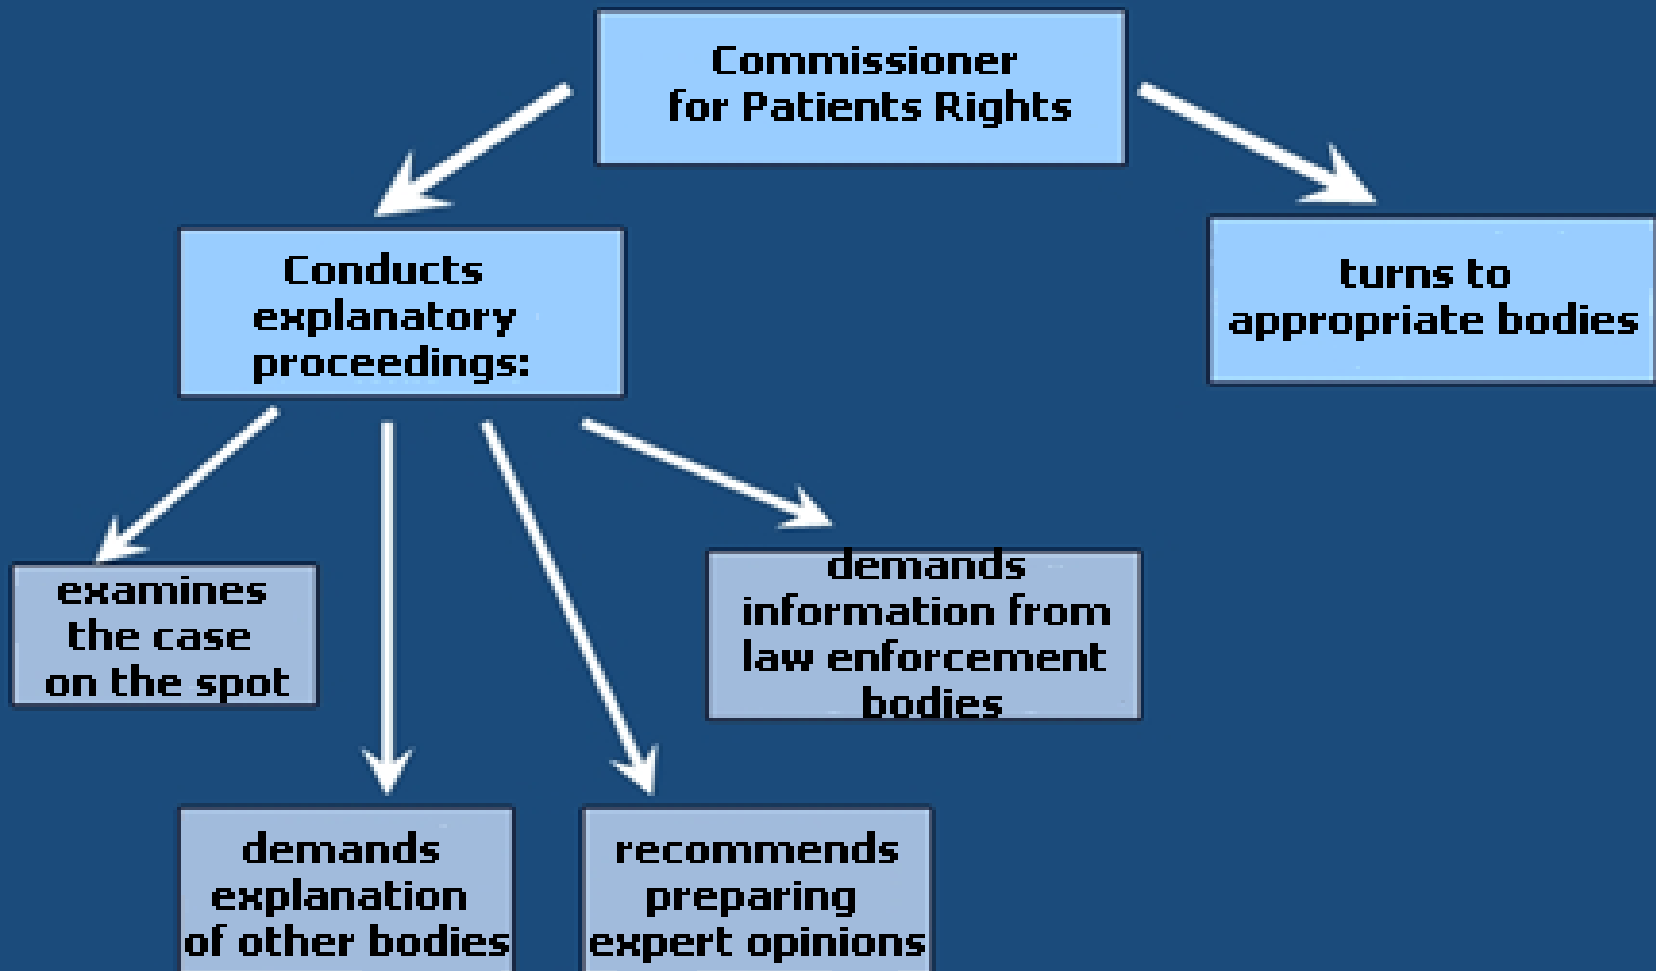 Commissioner
for Patients Rights
Conducts
explanatory
proceedings:
turns to
appropriate bodies
examines
the case
on the spot
demands
information from
law enforcement
bodies
demands
explanation
of other bodies
recommends
preparing
expert opinions